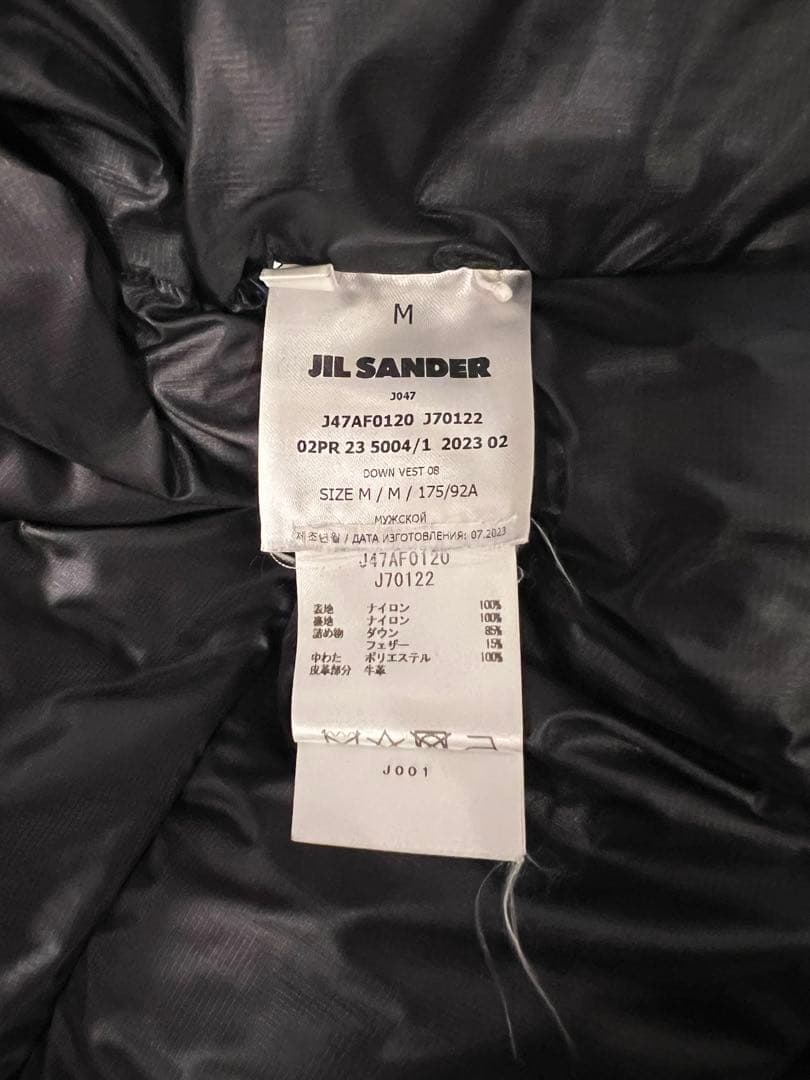 M
JIL SANDER
J047
J47AF0120 J70122
02PR 23 5004/1 2023 02
DOWN VEST 08
SIZE M / M / 175/92A
МУЖСКОЙ
제조년월 / ДАТА ИЗГОТОВЛЕНИЯ: 07.2023
J47AF0120
J70122
表地 ナイロン 100%
裏地 ナイロン 100%
詰め物 ダウン 85%
フェザー 15%
中わた ポリエステル 100%
皮革部分 牛革
J001